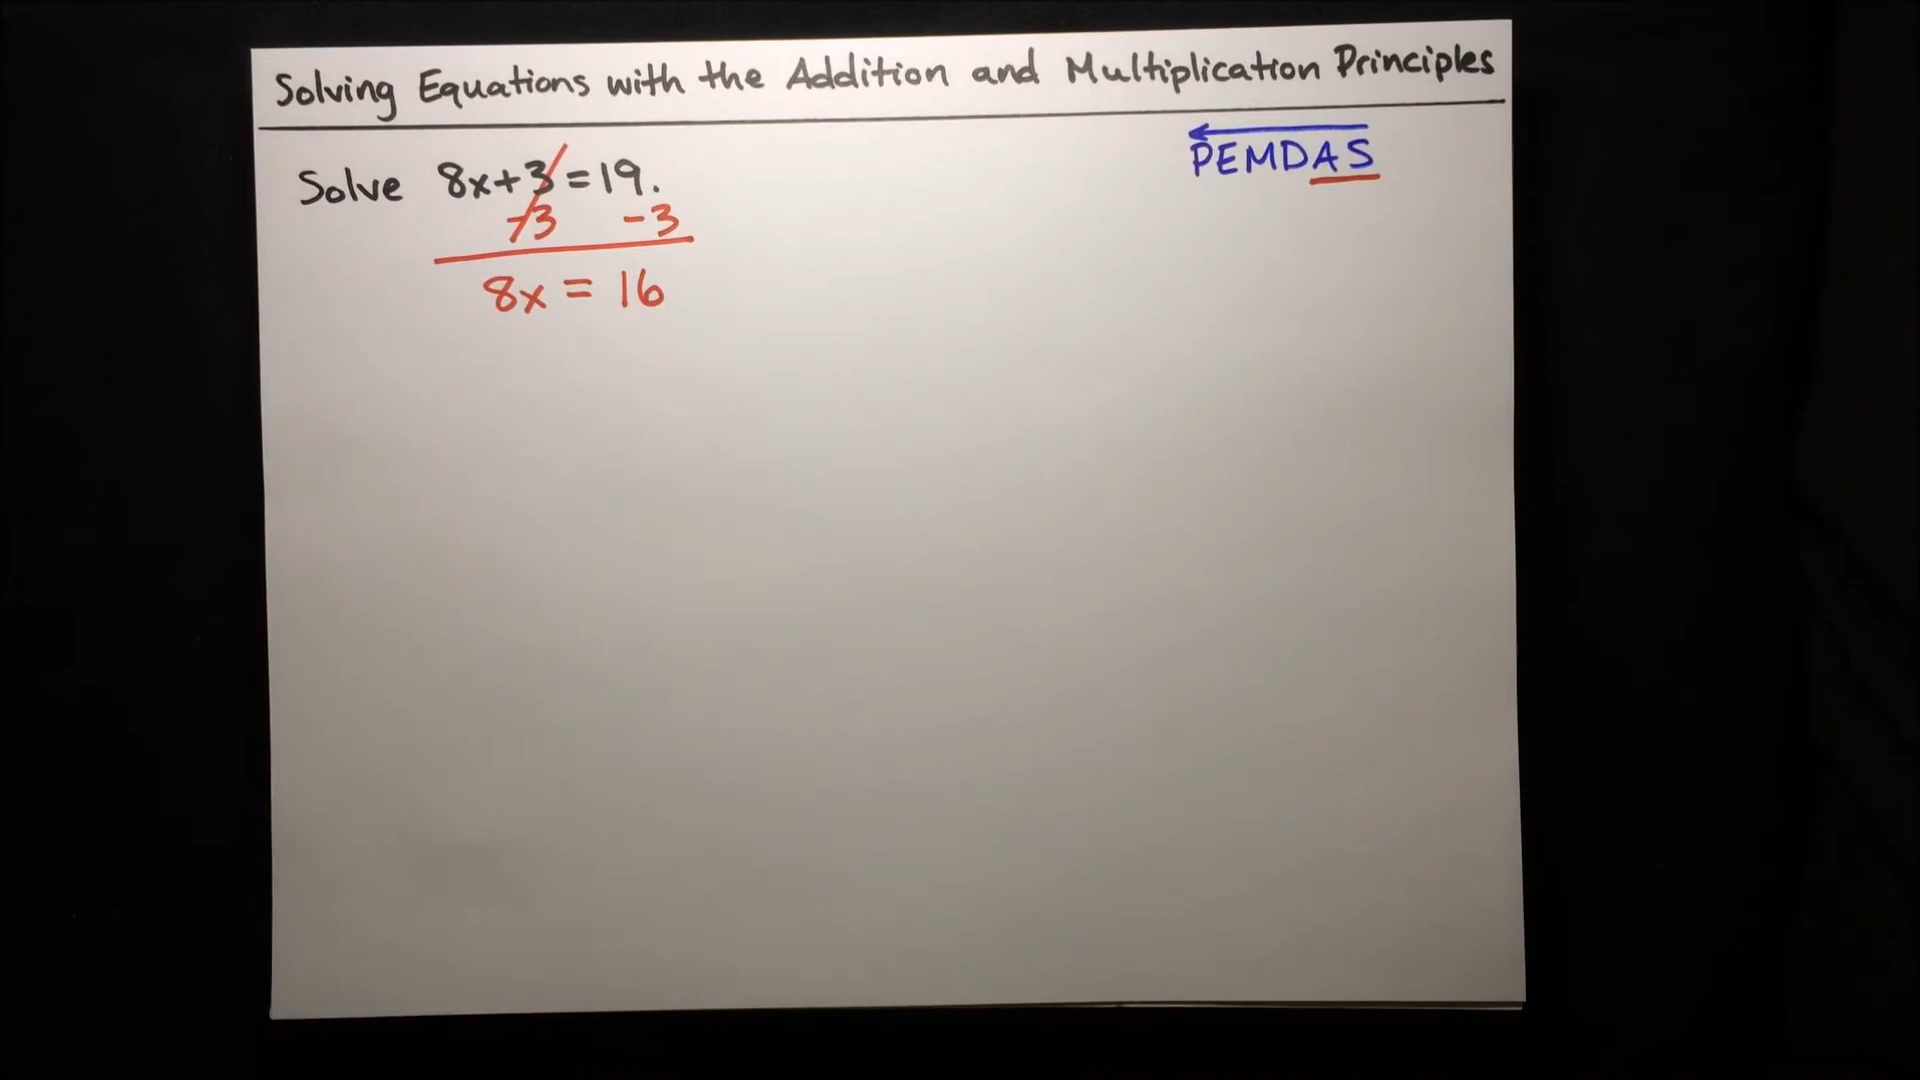 Solving Equations with the Addition and Multiplication Principles
PEMDAS
Solve 8x+3=19.
-3 -3
8x = 16